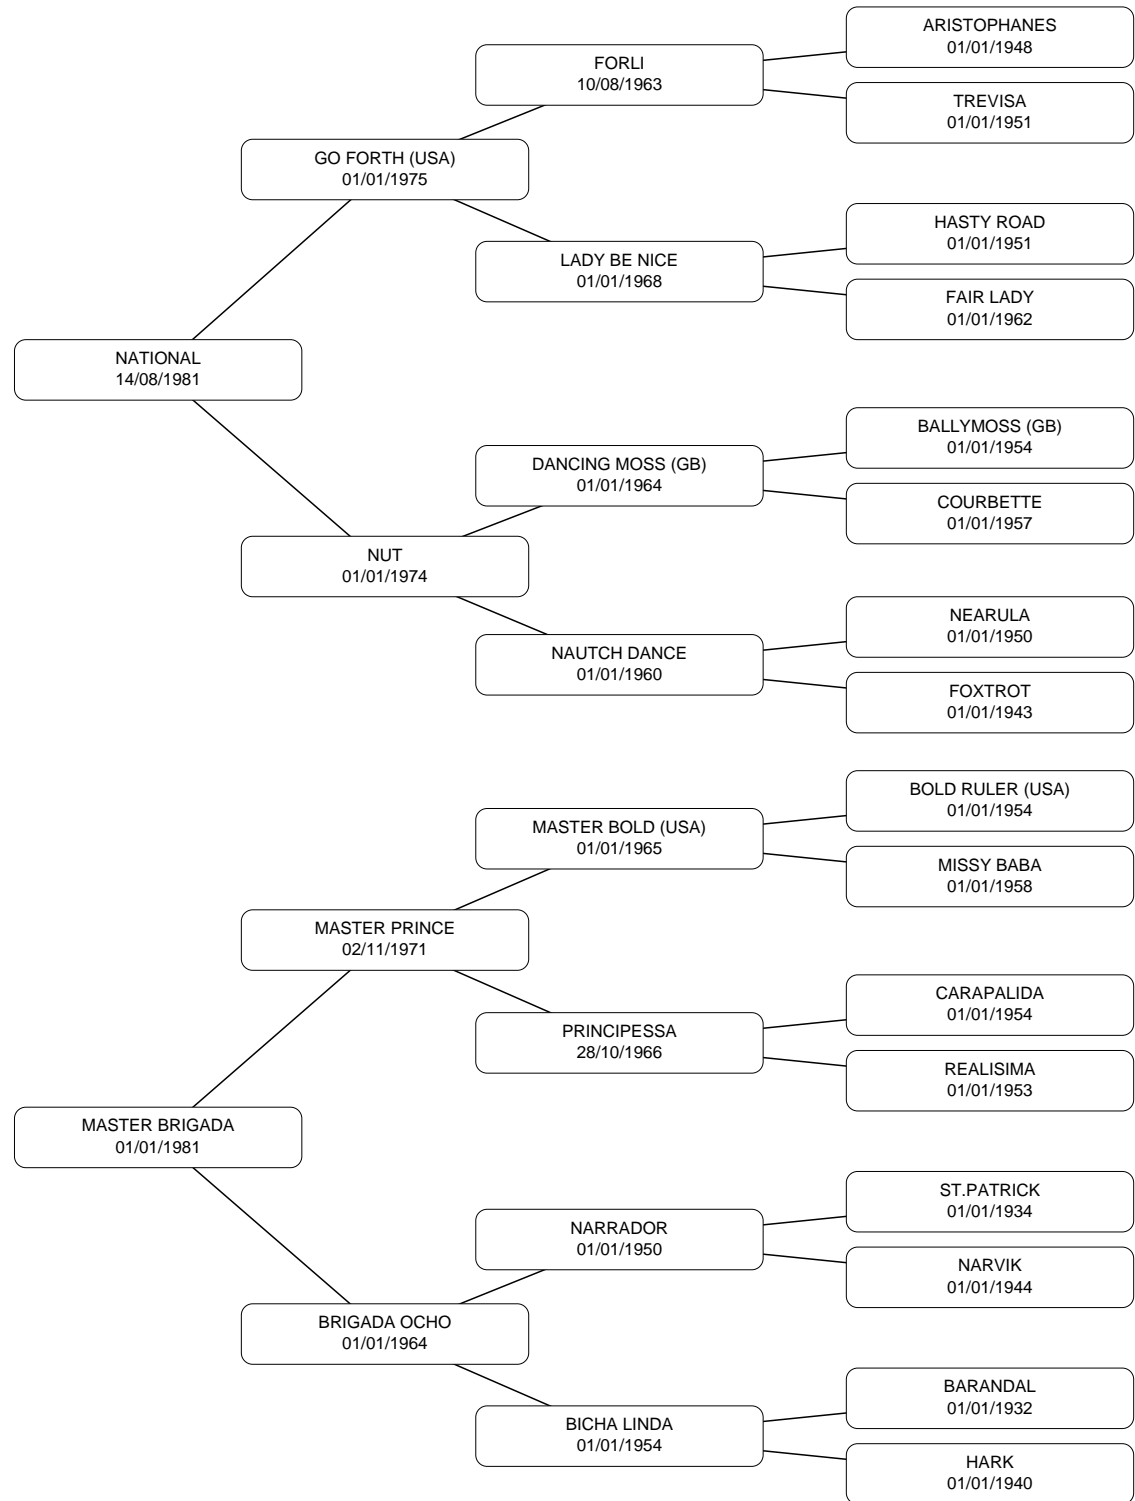 ARISTOPHANES
01/01/1948
FORLI
10/08/1963
TREVISA
01/01/1951
GO FORTH (USA)
01/01/1975
HASTY ROAD
01/01/1951
LADY BE NICE
01/01/1968
FAIR LADY
01/01/1962
NATIONAL
14/08/1981
BALLYMOSS (GB)
01/01/1954
DANCING MOSS (GB)
01/01/1964
COURBETTE
01/01/1957
NUT
01/01/1974
NEARULA
01/01/1950
NAUTCH DANCE
01/01/1960
FOXTROT
01/01/1943
BOLD RULER (USA)
01/01/1954
MASTER BOLD (USA)
01/01/1965
MISSY BABA
01/01/1958
MASTER PRINCE
02/11/1971
CARAPALIDA
01/01/1954
PRINCIPESSA
28/10/1966
REALISIMA
01/01/1953
MASTER BRIGADA
01/01/1981
ST.PATRICK
01/01/1934
NARRADOR
01/01/1950
NARVIK
01/01/1944
BRIGADA OCHO
01/01/1964
BARANDAL
01/01/1932
BICHA LINDA
01/01/1954
HARK
01/01/1940